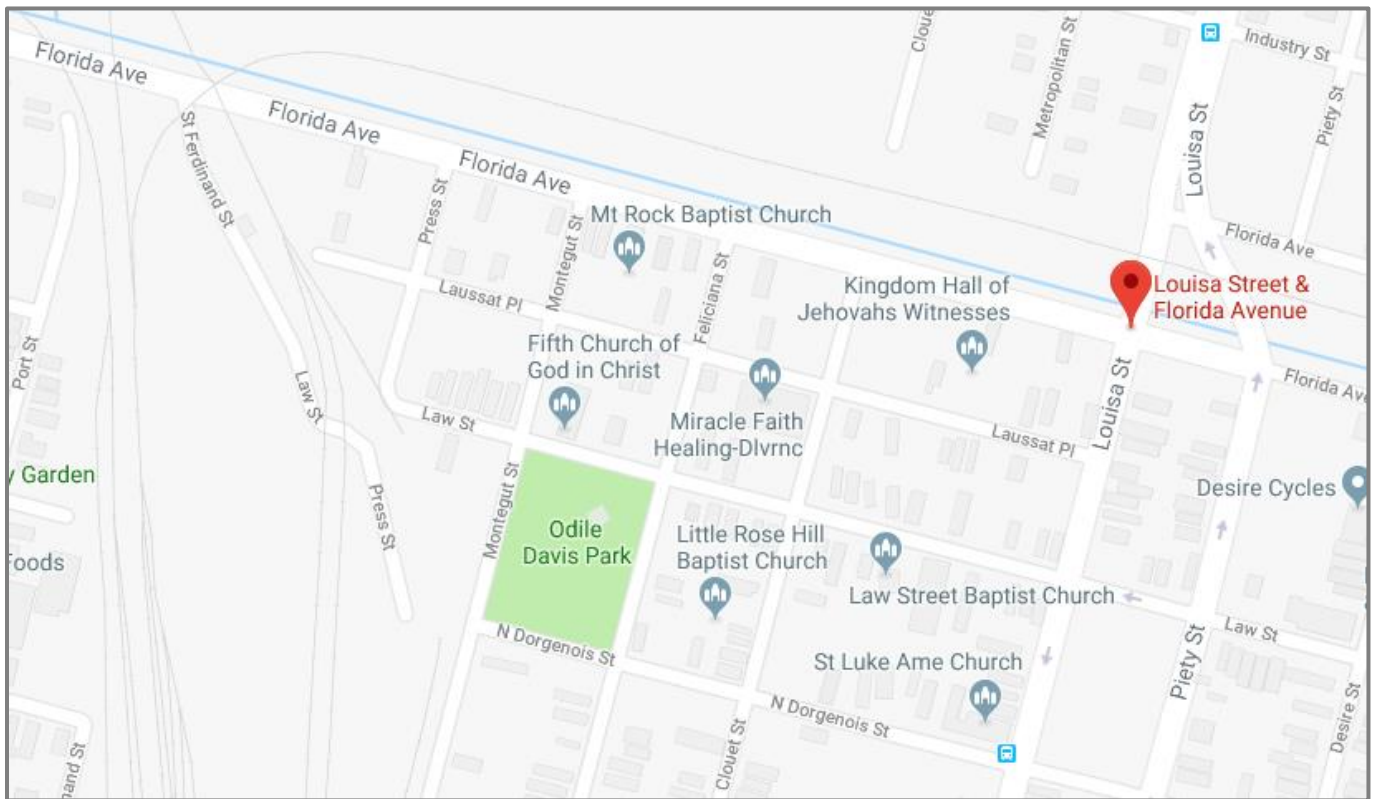 Florida Ave
Florida Ave
Florida Ave
St Ferdinand St
Press St
Montegut St
Mt Rock Baptist Church
Feliciana St
Laussat Pl
Kingdom Hall of
Jehovahs Witnesses
Metropolitan St
Industry St
Louisa St
Piety St
Florida Ave
Louisa Street &
Florida Avenue
Port St
Law St
Law St
Fifth Church of
God in Christ
Miracle Faith
Healing-Dlvrnc
Laussat Pl
Louisa St
Florida Ave
y Garden
Foods
Press St
Montegut St
Odile
Davis Park
Little Rose Hill
Baptist Church
Law Street Baptist Church
Desire Cycles
Law St
N Dorgenois St
St Luke Ame Church
N Dorgenois St
Clouet St
Piety St
Desire St
nand St
Cloue